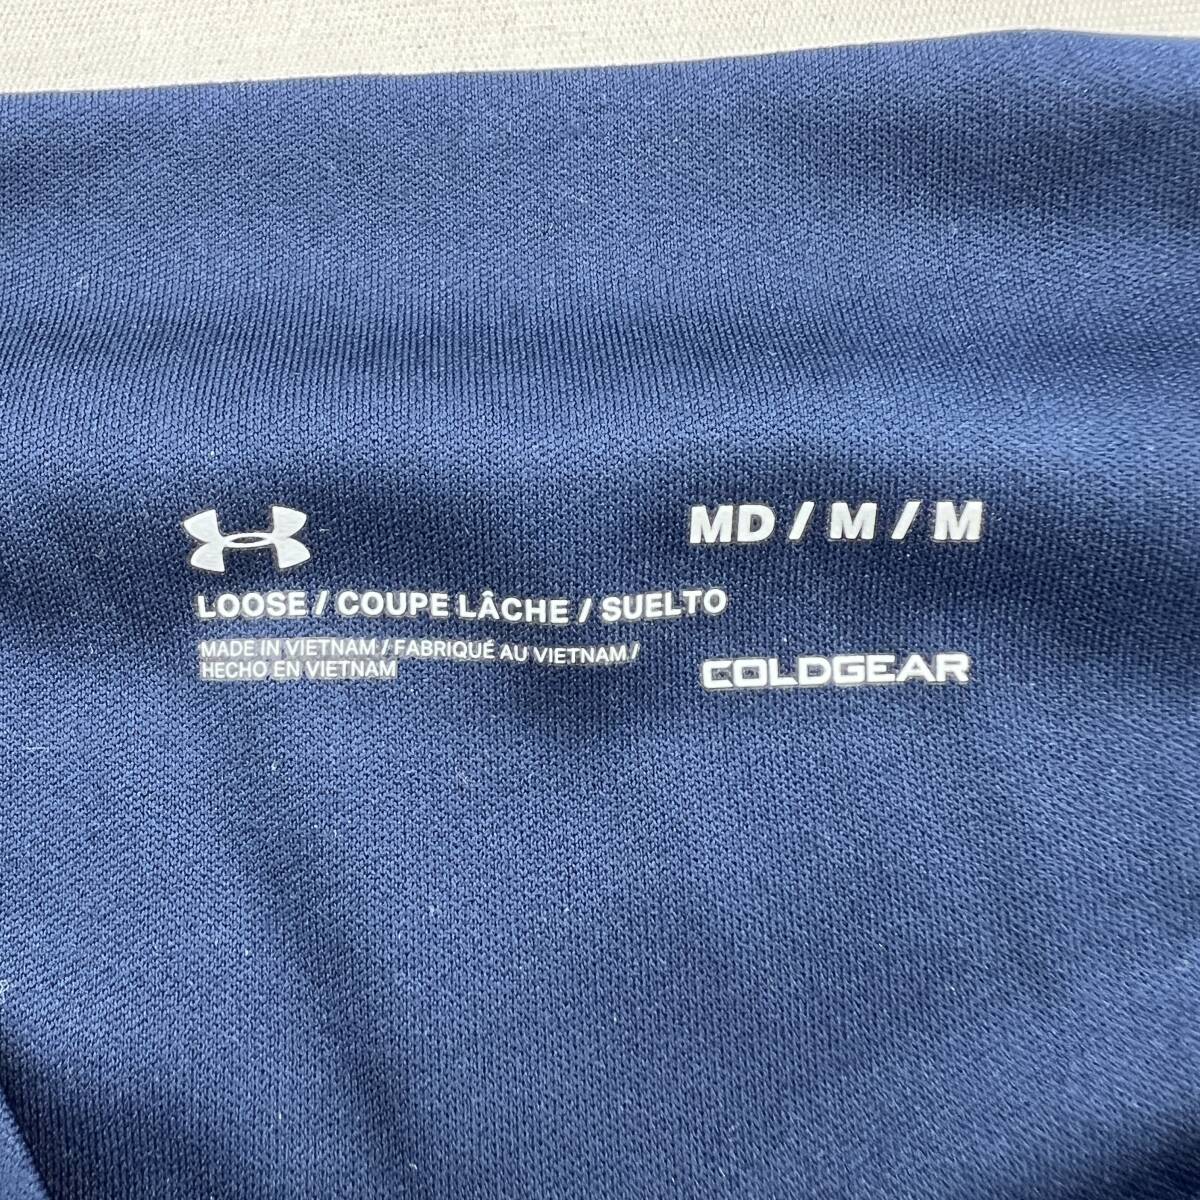 MD / M / M
LOOSE / COUPE LÂCHE / SUELTO
MADE IN VIETNAM / FABRIQUÉ AU VIETNAM /
HECHO EN VIETNAM
COLDGEAR